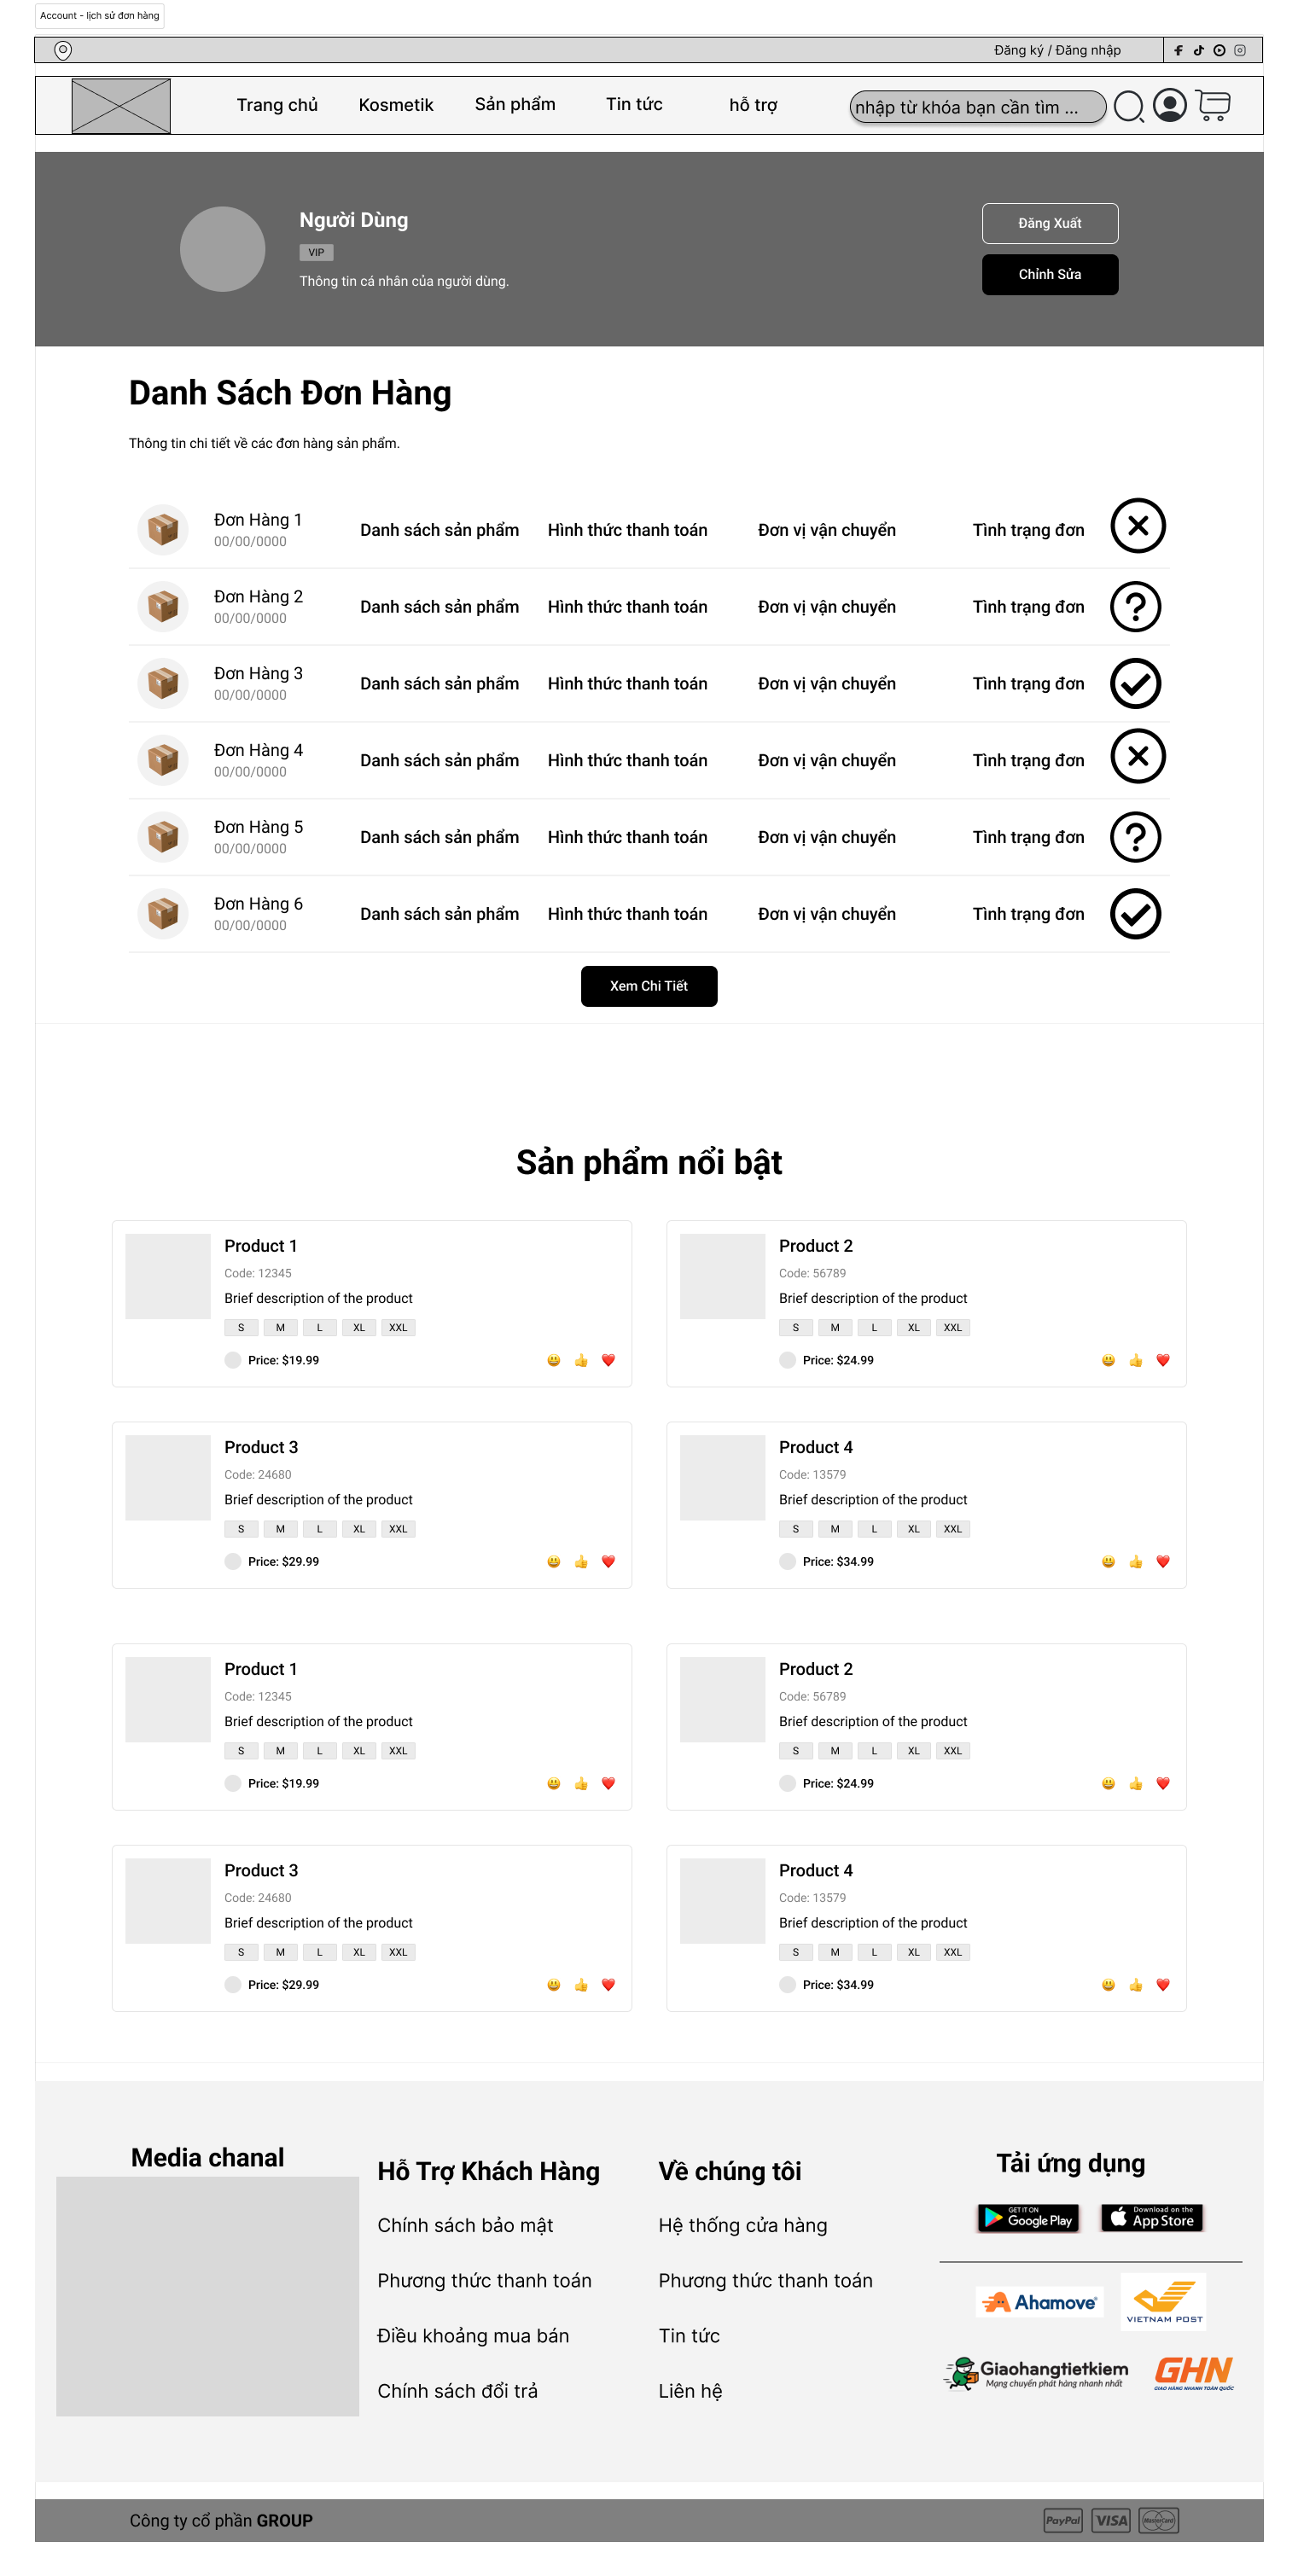 Account - lịch sử đơn hàng
Đăng ký / Đăng nhập
Trang chủ Kosmetik Sản phẩm Tin tức hỗ trợ nhập từ khóa bạn cần tìm ...
Người Dùng
VIP
Thông tin cá nhân của người dùng.
Đăng Xuất
Chỉnh Sửa
Danh Sách Đơn Hàng
Thông tin chi tiết về các đơn hàng sản phẩm.
Đơn Hàng 1
00/00/0000
Danh sách sản phẩm Hình thức thanh toán Đơn vị vận chuyển Tình trạng đơn
Đơn Hàng 2
00/00/0000
Danh sách sản phẩm Hình thức thanh toán Đơn vị vận chuyển Tình trạng đơn
Đơn Hàng 3
00/00/0000
Danh sách sản phẩm Hình thức thanh toán Đơn vị vận chuyển Tình trạng đơn
Đơn Hàng 4
00/00/0000
Danh sách sản phẩm Hình thức thanh toán Đơn vị vận chuyển Tình trạng đơn
Đơn Hàng 5
00/00/0000
Danh sách sản phẩm Hình thức thanh toán Đơn vị vận chuyển Tình trạng đơn
Đơn Hàng 6
00/00/0000
Danh sách sản phẩm Hình thức thanh toán Đơn vị vận chuyển Tình trạng đơn
Xem Chi Tiết
Sản phẩm nổi bật
Product 1
Code: 12345
Brief description of the product
S M L XL XXL
Price: $19.99
Product 2
Code: 56789
Brief description of the product
S M L XL XXL
Price: $24.99
Product 3
Code: 24680
Brief description of the product
S M L XL XXL
Price: $29.99
Product 4
Code: 13579
Brief description of the product
S M L XL XXL
Price: $34.99
Product 1
Code: 12345
Brief description of the product
S M L XL XXL
Price: $19.99
Product 2
Code: 56789
Brief description of the product
S M L XL XXL
Price: $24.99
Product 3
Code: 24680
Brief description of the product
S M L XL XXL
Price: $29.99
Product 4
Code: 13579
Brief description of the product
S M L XL XXL
Price: $34.99
Media chanal
Hỗ Trợ Khách Hàng
Chính sách bảo mật
Phương thức thanh toán
Điều khoảng mua bán
Chính sách đổi trả
Về chúng tôi
Hệ thống cửa hàng
Phương thức thanh toán
Tin tức
Liên hệ
Tải ứng dụng
GET IT ON
Google Play
Download on the
App Store
Ahamove
VIETNAM POST
Giaohangtietkiem
Mạng chuyển phát hàng nhanh nhất
GHN
GIAO HÀNG NHANH TOÀN QUỐC
Công ty cổ phần GROUP
PayPal VISA MasterCard